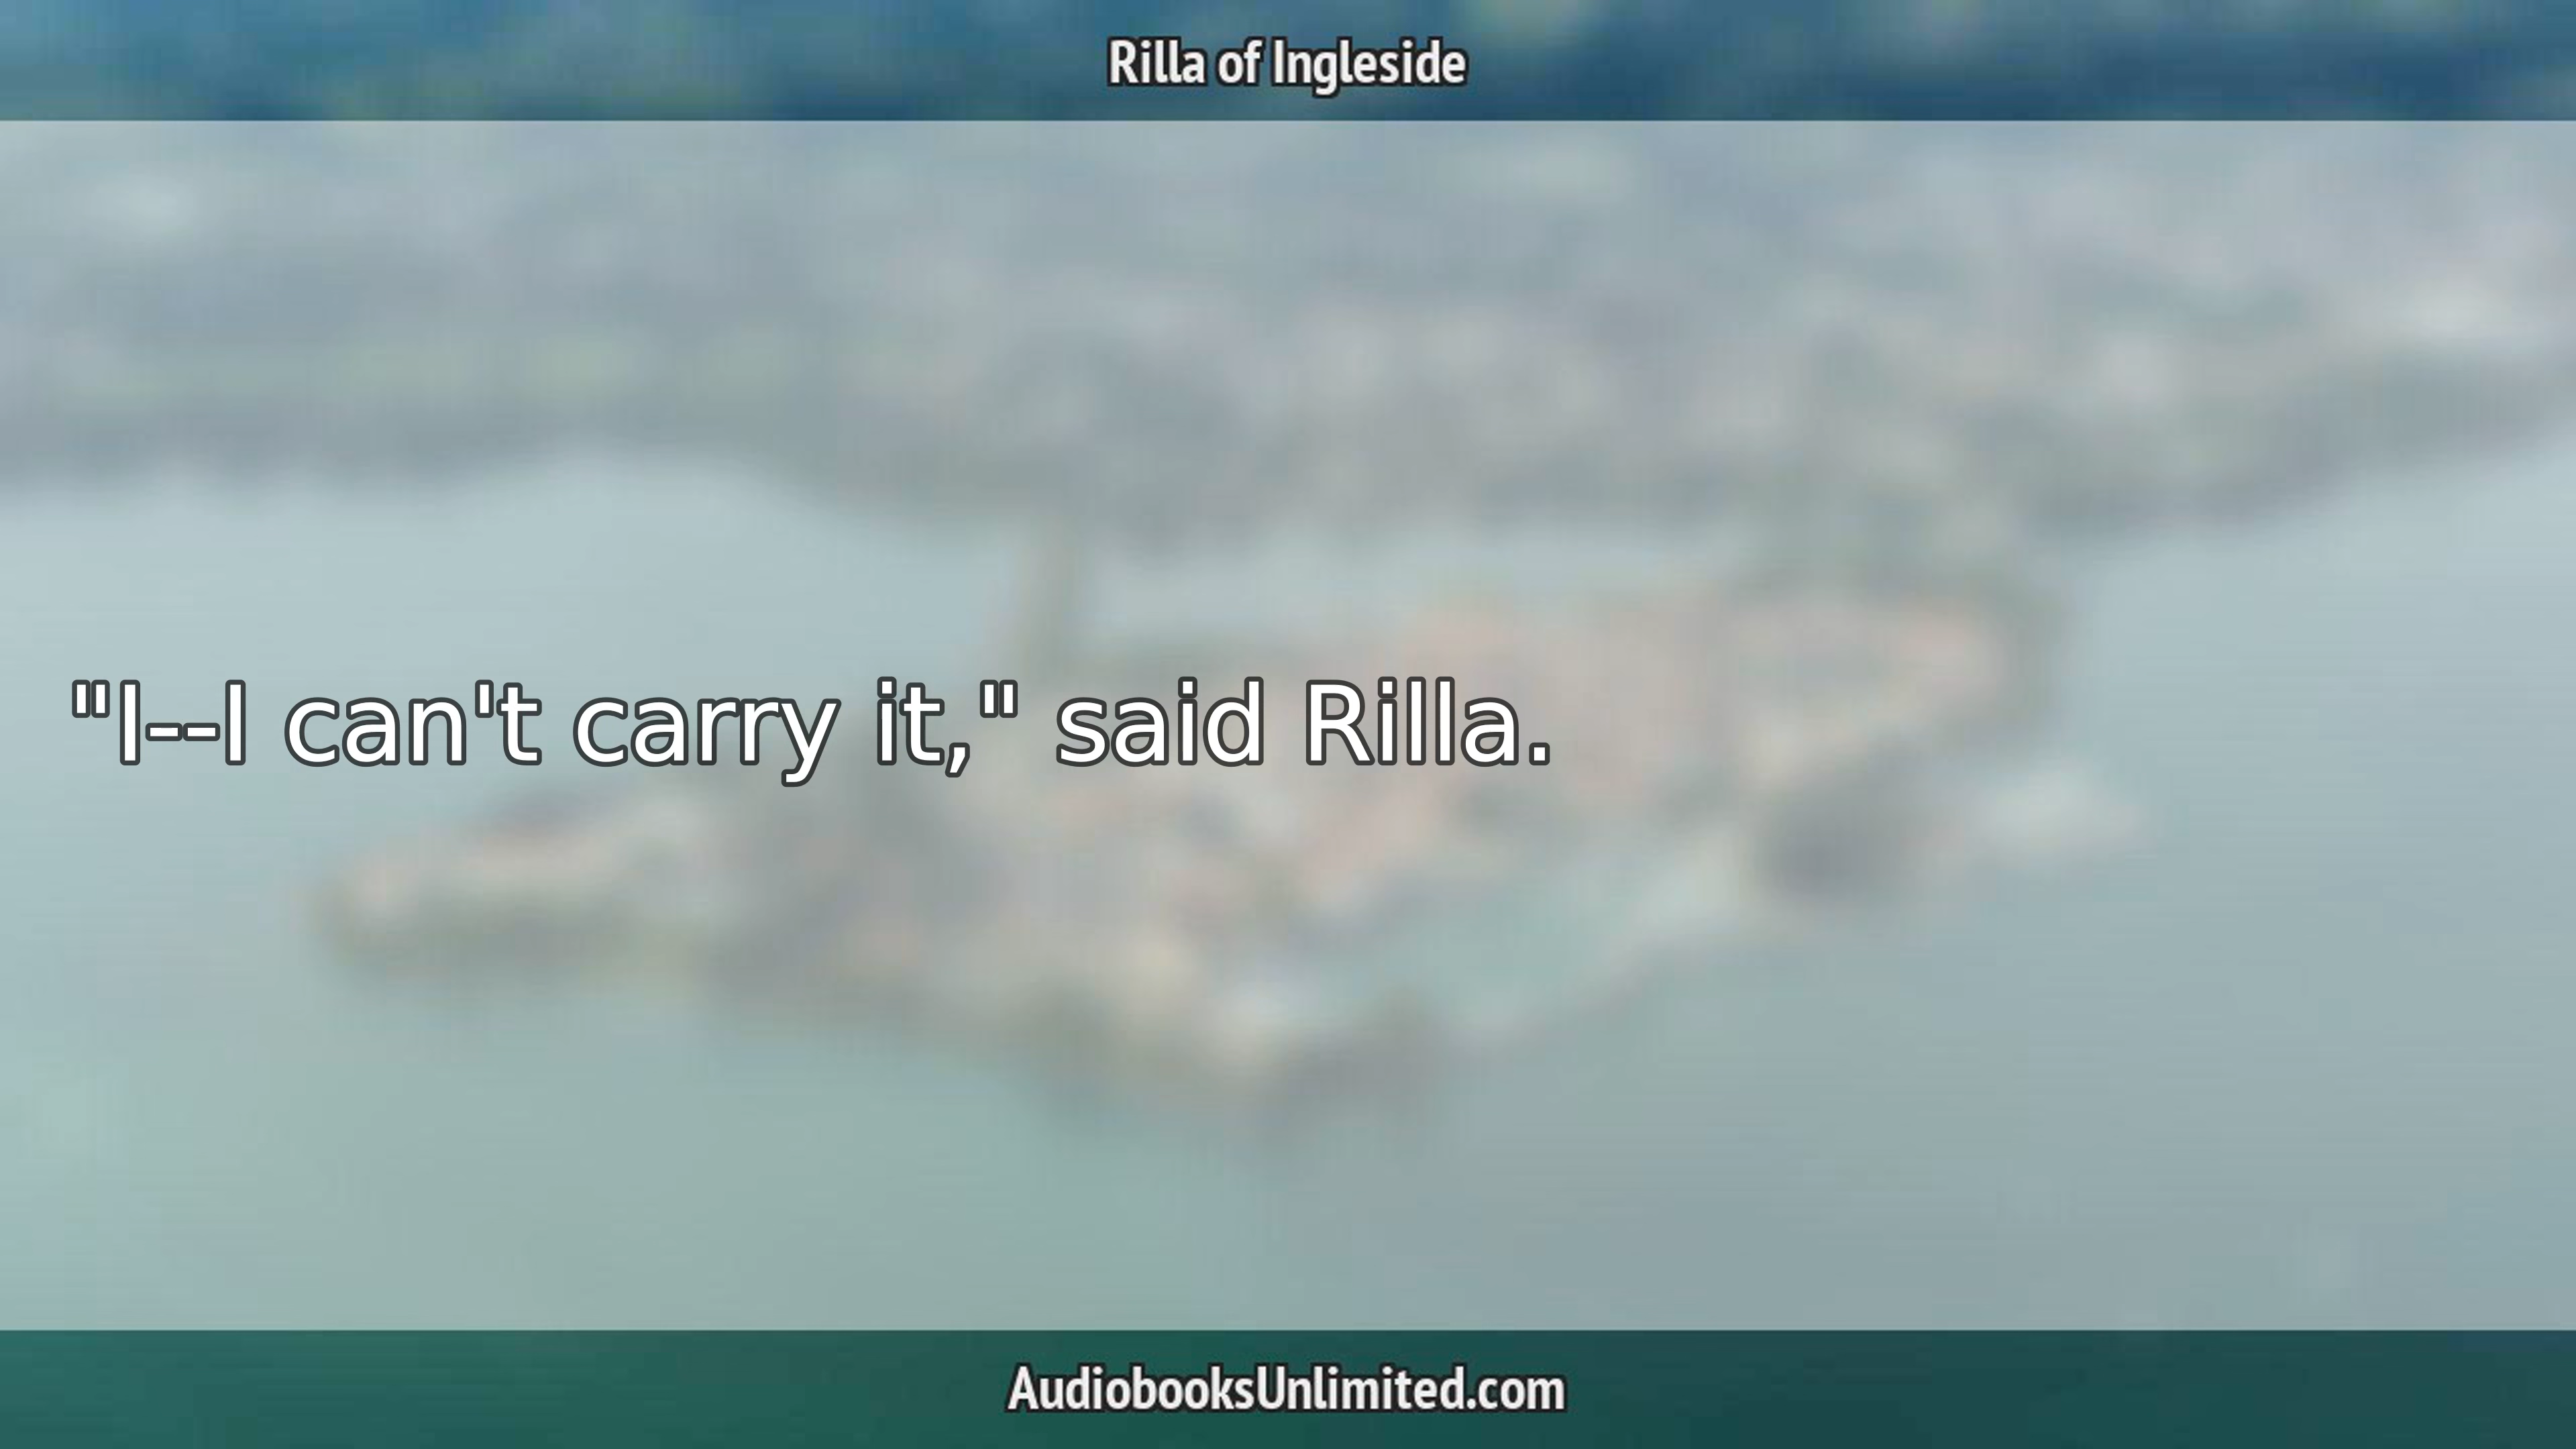 Rilla of Ingleside
"I--I can't carry it," said Rilla.
AudiobooksUnlimited.com